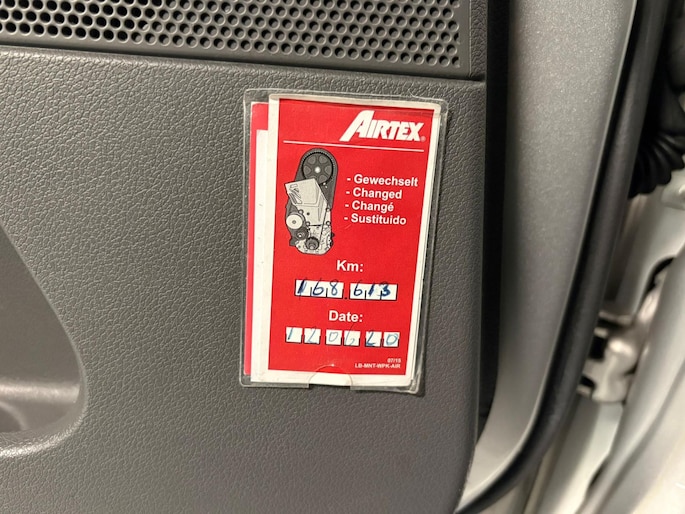 AIRTEX®
- Gewechselt
- Changed
- Changé
- Sustituido
Km:
168.613
Date:
07/15
LB-MNT-WPK-AIR